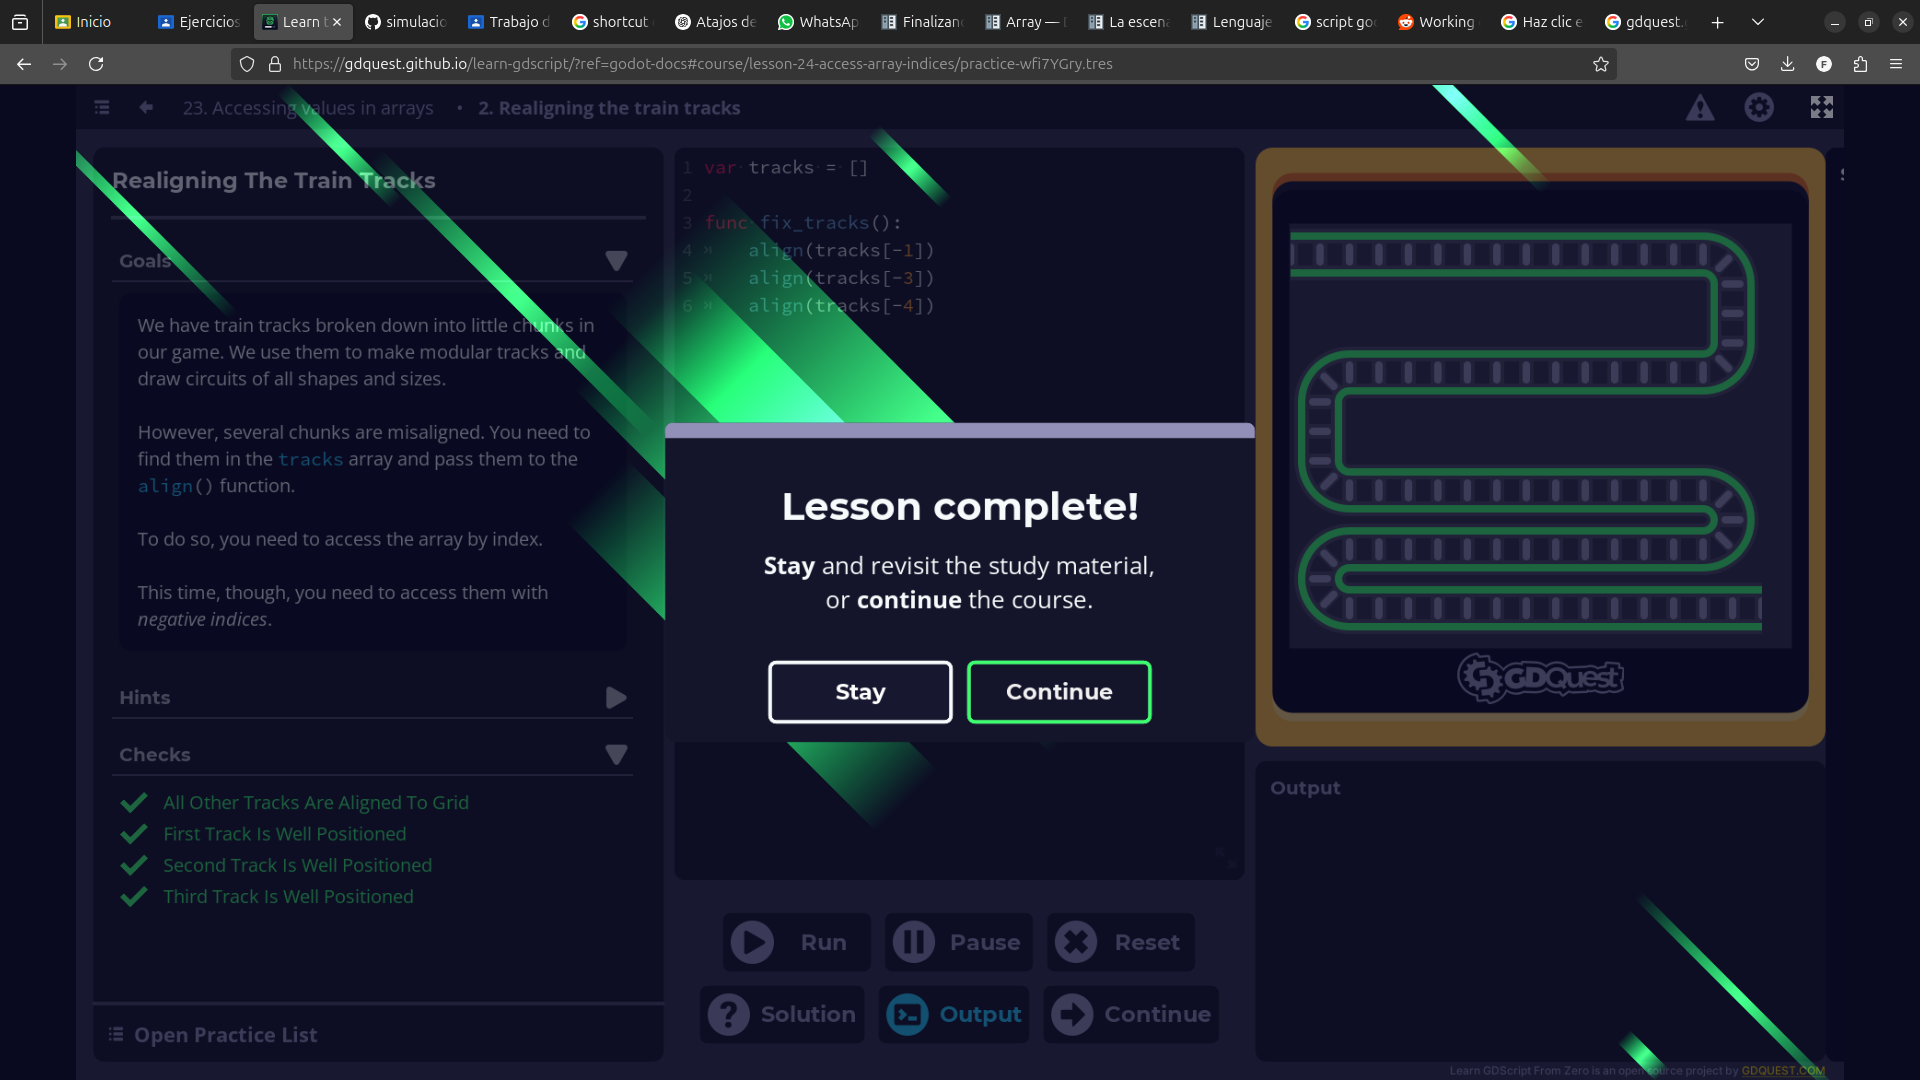 Inicio
Ejercicios
Learn t
simulacio
Trabajo d
shortcut
Atajos de
WhatsAp
Finalizan
Array — D
La escena
Lenguaje
script go
Working
Haz clic e
gdquest.
https://gdquest.github.io/learn-gdscript/?ref=godot-docs#course/lesson-24-access-array-indices/practice-wfi7YGry.tres
23. Accessing values in arrays • 2. Realigning the train tracks
Realigning The Train Tracks
Goals
We have train tracks broken down into little chunks in
our game. We use them to make modular tracks and
draw circuits of all shapes and sizes.
However, several chunks are misaligned. You need to
find them in the tracks array and pass them to the
align() function.
To do so, you need to access the array by index.
This time, though, you need to access them with
negative indices.
Hints
Checks
All Other Tracks Are Aligned To Grid
First Track Is Well Positioned
Second Track Is Well Positioned
Third Track Is Well Positioned
Open Practice List
1 var tracks = []
2
3 func fix_tracks():
4 align(tracks[-1])
5 align(tracks[-3])
6 align(tracks[-4])
Lesson complete!
Stay and revisit the study material,
or continue the course.
Stay
Continue
Run
Pause
Reset
Solution
Output
Continue
GDQuest
Output
Learn GDScript From Zero is an open source project by GDQUEST.COM